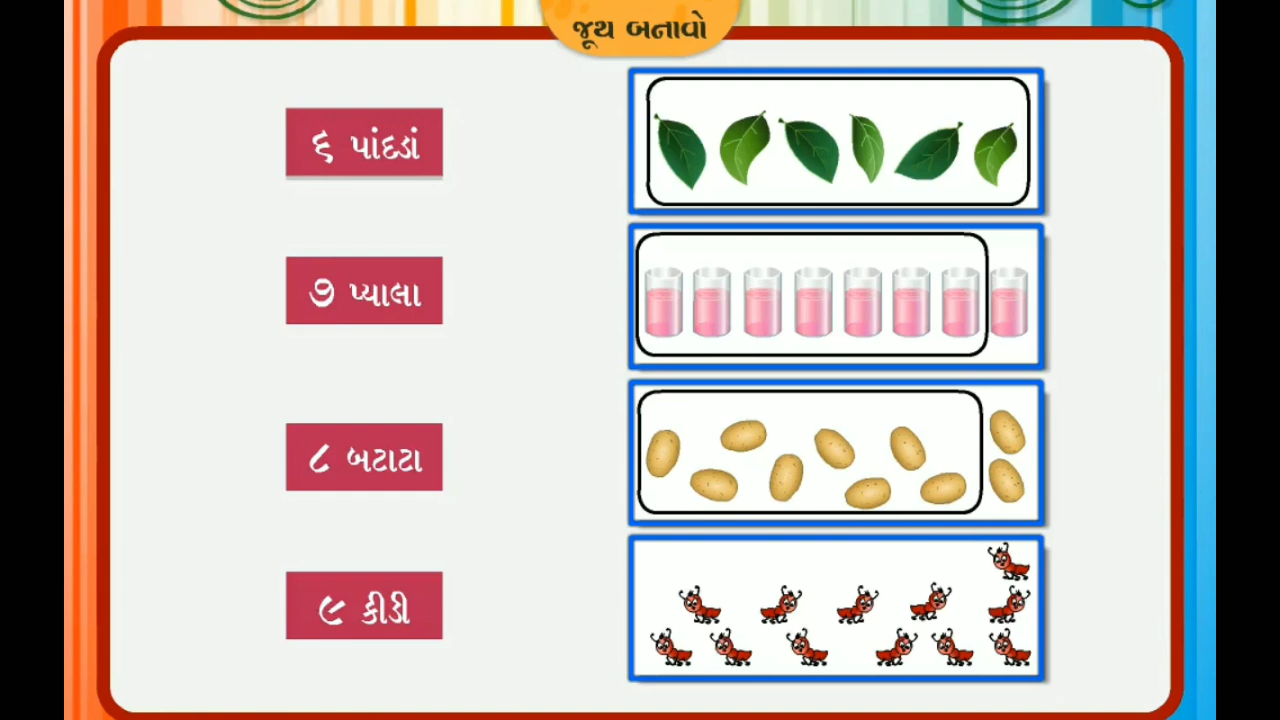 જૂથ બનાવો
૬ પાંદડાં
૭ પ્યાલા
૮ બટાટા
૯ કીડી